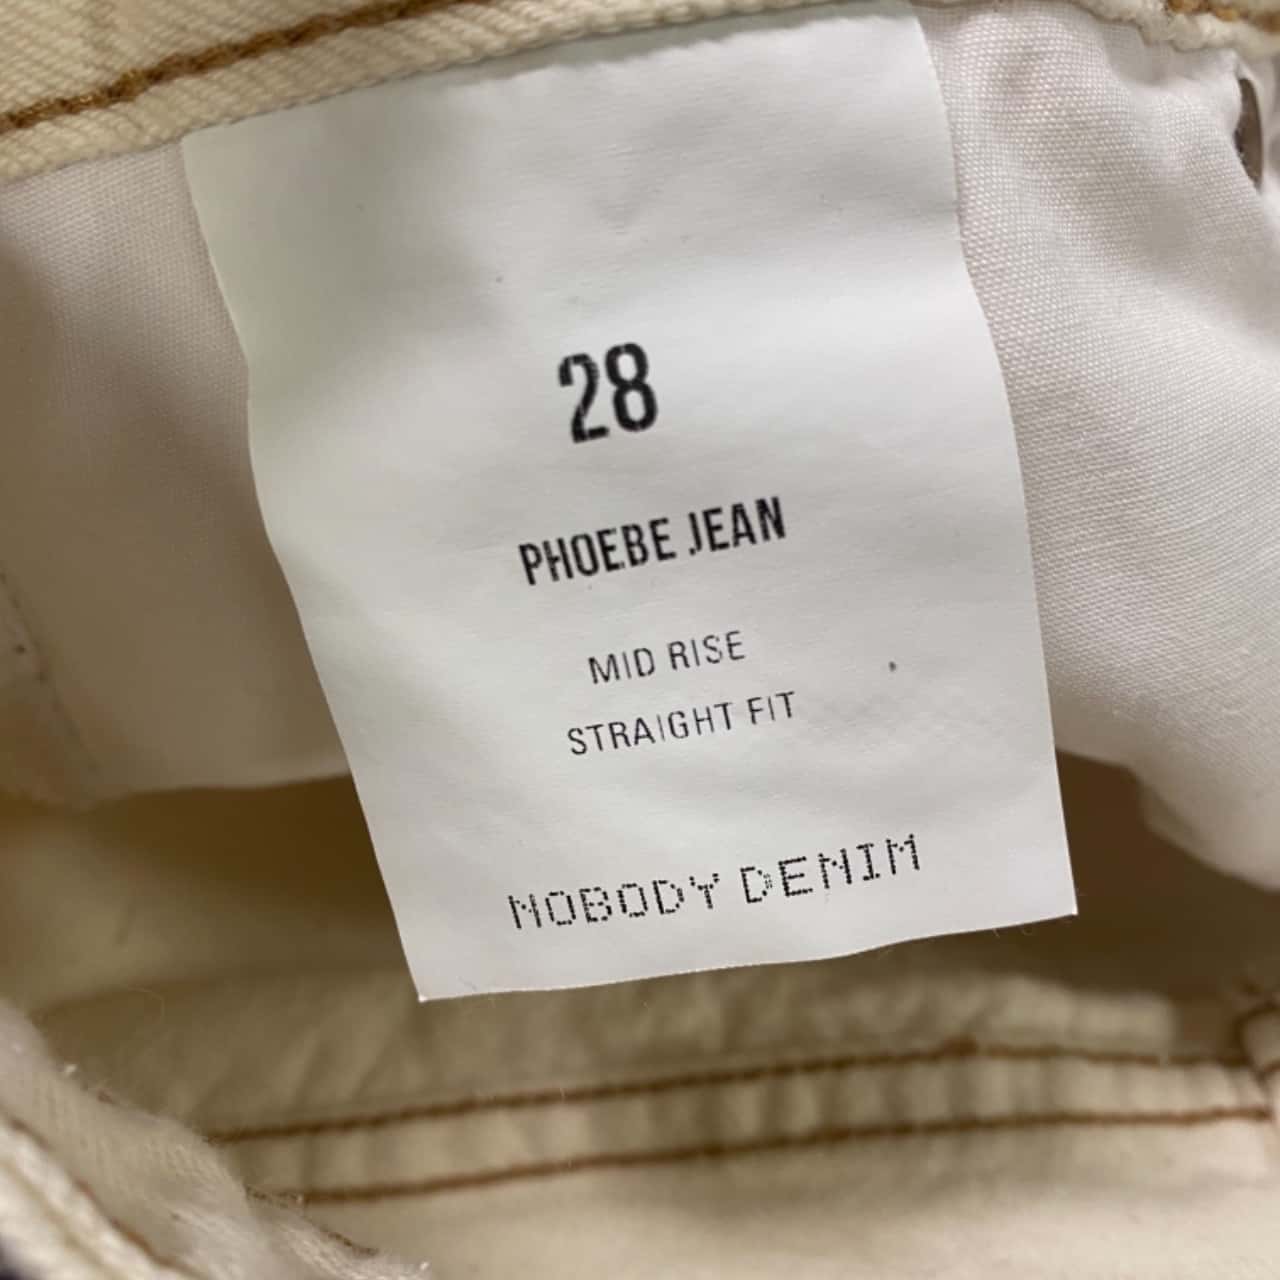 28
PHOEBE JEAN
MID RISE
STRAIGHT FIT
NOBODY DENIM